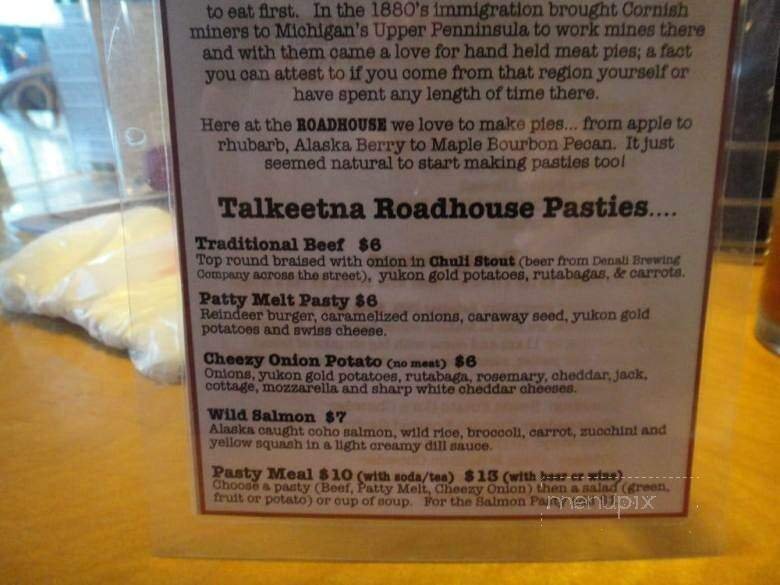 to eat first. In the 1880's immigration brought Cornish
miners to Michigan's Upper Penninsula to work mines there
and with them came a love for hand held meat pies; a fact
you can attest to if you come from that region yourself or
have spent any length of time there.
Here at the ROADHOUSE we love to make pies... from apple to
rhubarb, Alaska Berry to Maple Bourbon Pecan. It just
seemed natural to start making pasties too!
Talkeetna Roadhouse Pasties....
Traditional Beef $6
Top round braised with onion in Chuli Stout (beer from Denali Brewing
Company across the street), yukon gold potatoes, rutabagas, & carrots.
Patty Melt Pasty $6
Reindeer burger, caramelized onions, caraway seed, yukon gold
potatoes and swiss cheese.
Cheezy Onion Potato (no meat) $6
Onions, yukon gold potatoes, rutabaga, rosemary, cheddar, jack,
cottage, mozzarella and sharp white cheddar cheeses.
Wild Salmon $7
Alaska caught coho salmon, wild rice, broccoli, carrot, zucchini and
yellow squash in a light creamy dill sauce.
Pasty Meal $10 (with soda/tea) $13 (with beer or wine)
Choose a pasty (Beef, Patty Melt, Cheezy Onion) then a salad (green,
fruit or potato) or cup of soup. For the Salmon
menupix